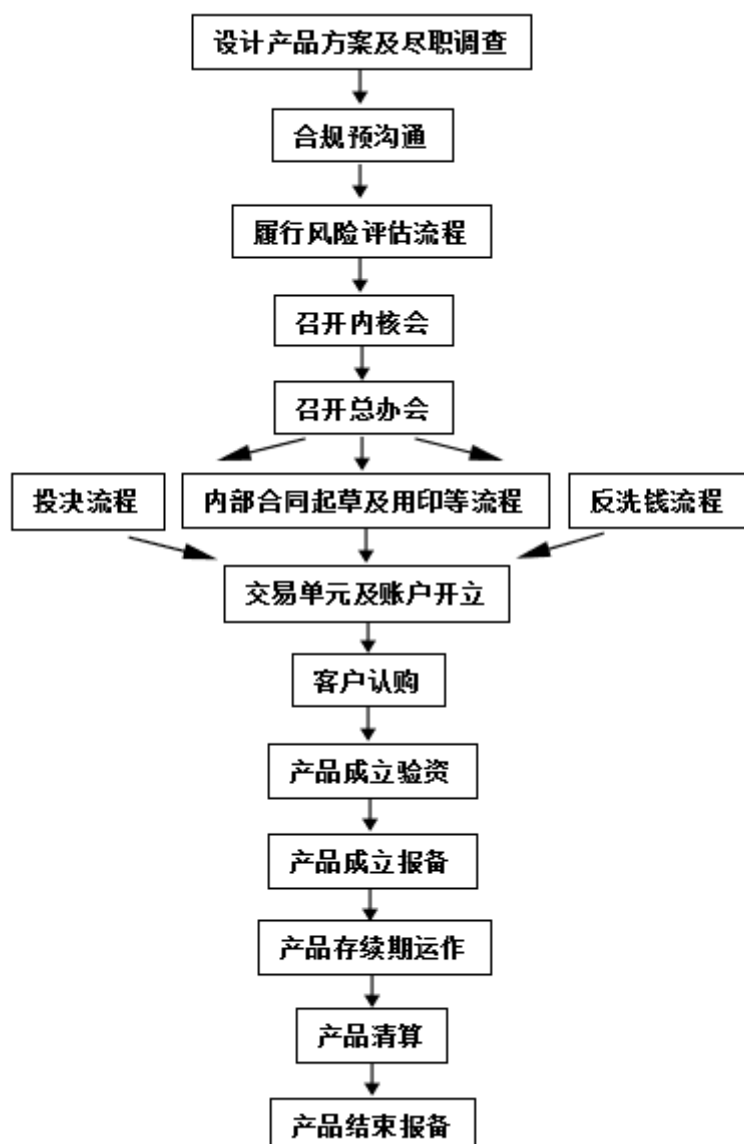 设计产品方案及尽职调查
合规预沟通
履行风险评估流程
召开内核会
召开总办会
投决流程
内部合同起草及用印等流程
反洗钱流程
交易单元及账户开立
客户认购
产品成立验资
产品成立报备
产品存续期运作
产品清算
产品结束报备